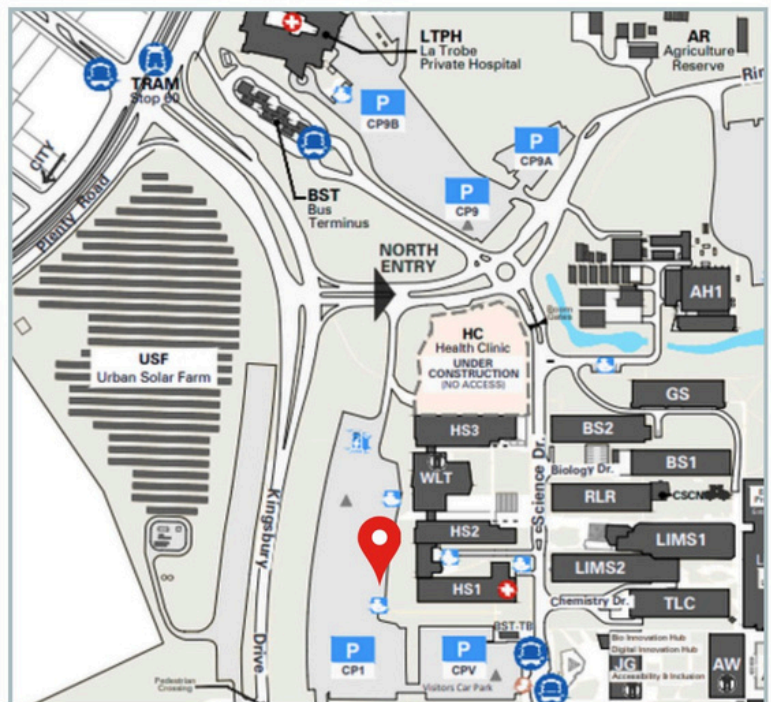 LTPH
La Trobe
Private Hospital
AR
Agriculture
Reserve
TRAM
Stop 60
P
CP9B
P
CP9A
CITY
BST
Bus
Terminus
P
CP9
Plenty Road
NORTH
ENTRY
AH1
HC
Health Clinic
UNDER
CONSTRUCTION
(NO ACCESS)
USF
Urban Solar Farm
GS
HS3
BS2
Science Dr.
WLT
Biology Dr.
BS1
RLR
CSCN
Kingsbury Drive
HS2
LIMS1
LIMS2
HS1
Chemistry Dr.
TLC
BST-TB
P
CP1
P
CPV
Visitors Car Park
Bio Innovation Hub
Digital Innovation Hub
JG
Accessibility & Inclusion
AW
Pedestrian
Crossing